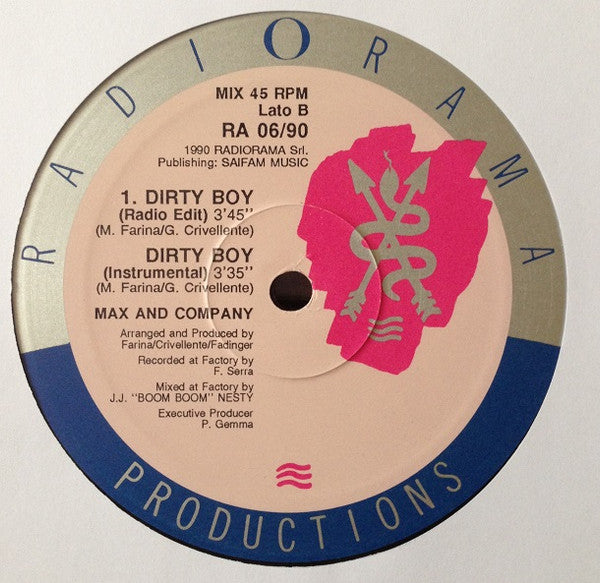 RADIORAMA
MIX 45 RPM
Lato B
RA 06/90
1990 RADIORAMA Srl.
Publishing: SAIFAM MUSIC
1. DIRTY BOY
(Radio Edit) 3'45"
(M. Farina/G. Crivellente)
DIRTY BOY
(Instrumental) 3'35"
(M. Farina/G. Crivellente)
MAX AND COMPANY
Arranged and Produced by
Farina/Crivellente/Fadinger
Recorded at Factory by
F. Serra
Mixed at Factory by
J.J. "BOOM BOOM" NESTY
Executive Producer
P. Gemma
PRODUCTIONS